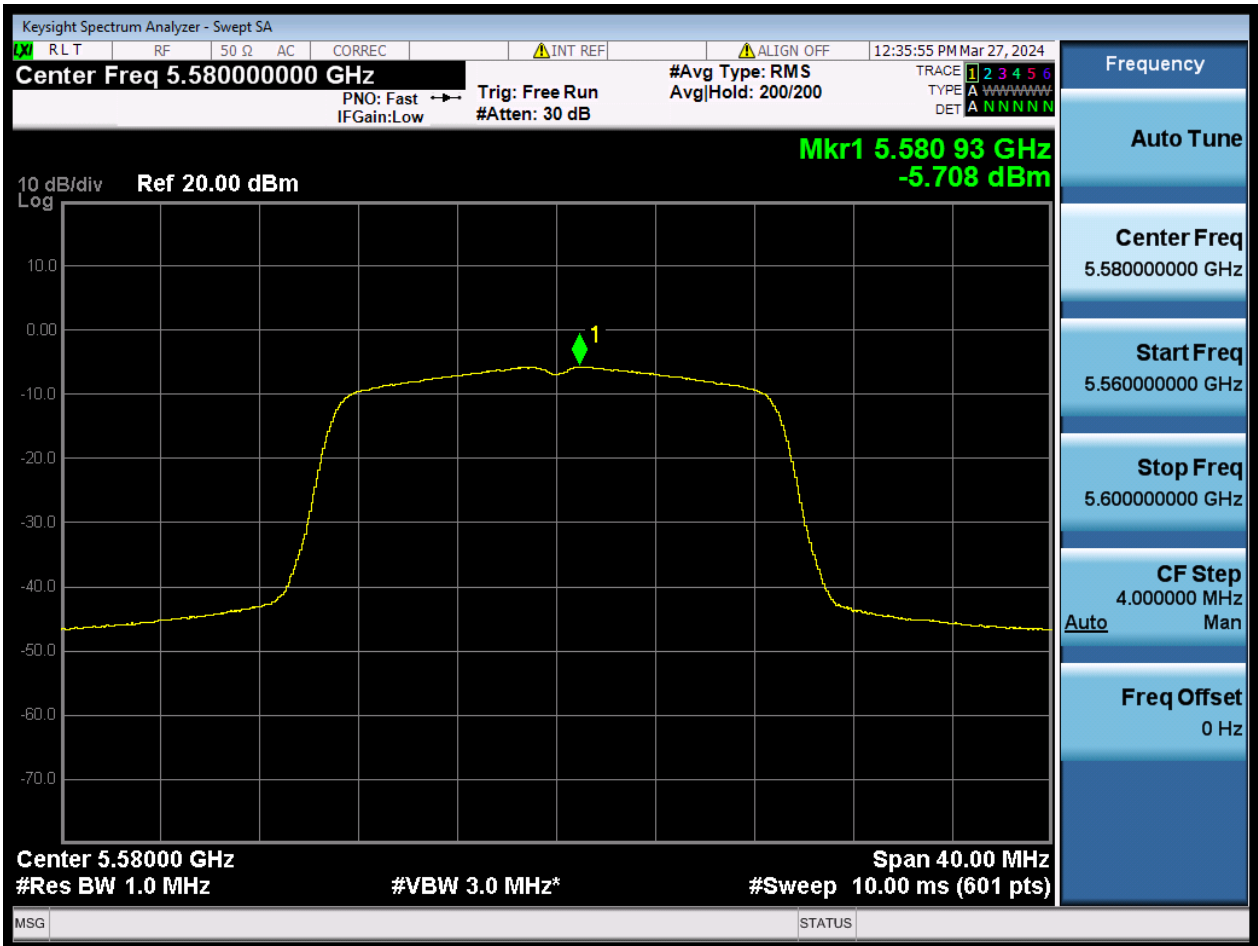 Keysight Spectrum Analyzer - Swept SA
LXI RLT RF 50 Ω AC CORREC INT REF ALIGN OFF 12:35:55 PM Mar 27, 2024
Center Freq 5.580000000 GHz
PNO: Fast
IFGain:Low
Trig: Free Run
#Atten: 30 dB
#Avg Type: RMS
Avg|Hold: 200/200
TRACE 1 2 3 4 5 6
TYPE A WWWWW
DET A N N N N N
Mkr1 5.580 93 GHz
-5.708 dBm
10 dB/div Ref 20.00 dBm
Log
10.0
0.00
-10.0
-20.0
-30.0
-40.0
-50.0
-60.0
-70.0
1
Center 5.58000 GHz Span 40.00 MHz
#Res BW 1.0 MHz #VBW 3.0 MHz* #Sweep 10.00 ms (601 pts)
MSG STATUS
Frequency
Auto Tune
Center Freq
5.580000000 GHz
Start Freq
5.560000000 GHz
Stop Freq
5.600000000 GHz
CF Step
4.000000 MHz
Auto Man
Freq Offset
0 Hz